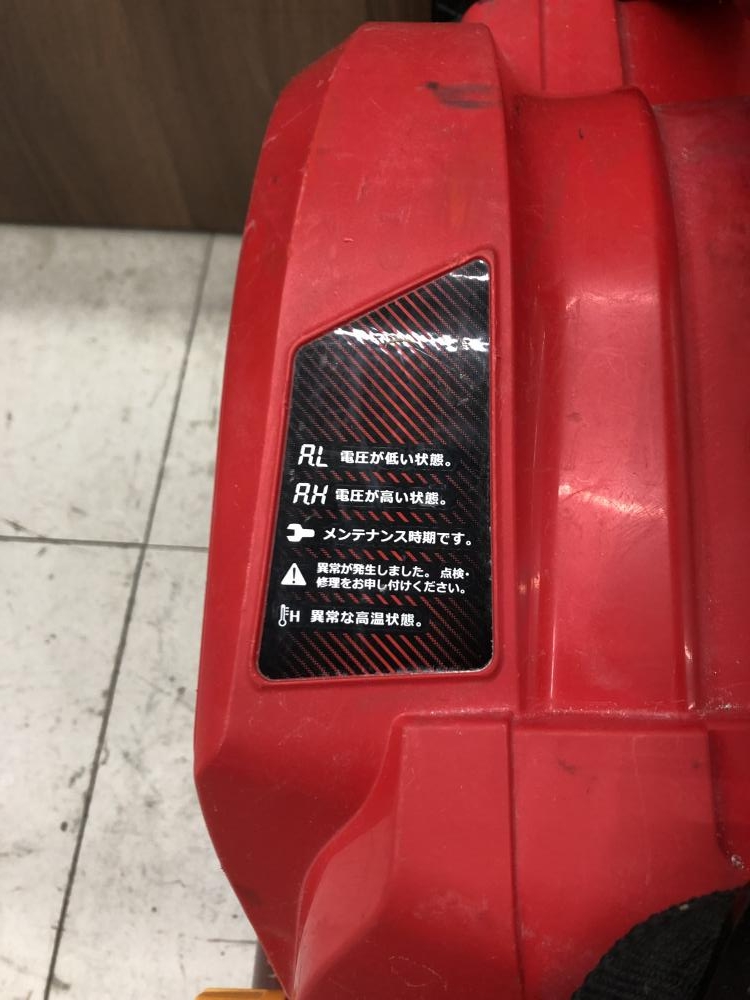 AL 電圧が低い状態。
AH 電圧が高い状態。
メンテナンス時期です。
異常が発生しました。点検・
修理をお申し付けください。
H 異常な高温状態。